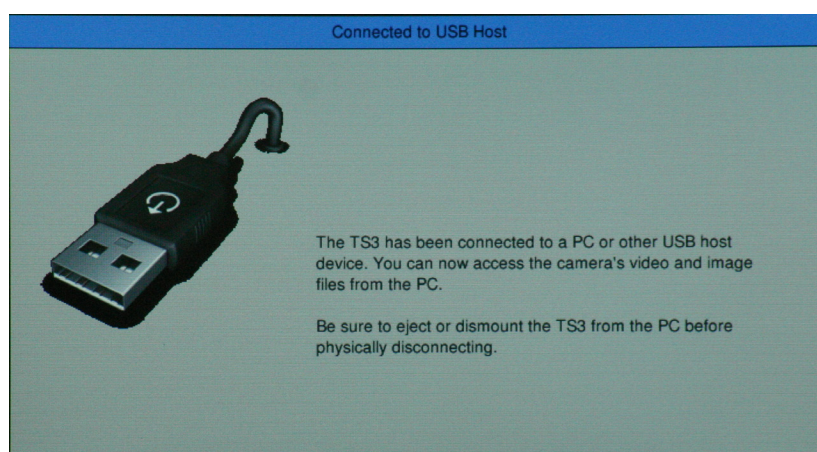 Connected to USB Host
The TS3 has been connected to a PC or other USB host
device. You can now access the camera's video and image
files from the PC.
Be sure to eject or dismount the TS3 from the PC before
physically disconnecting.